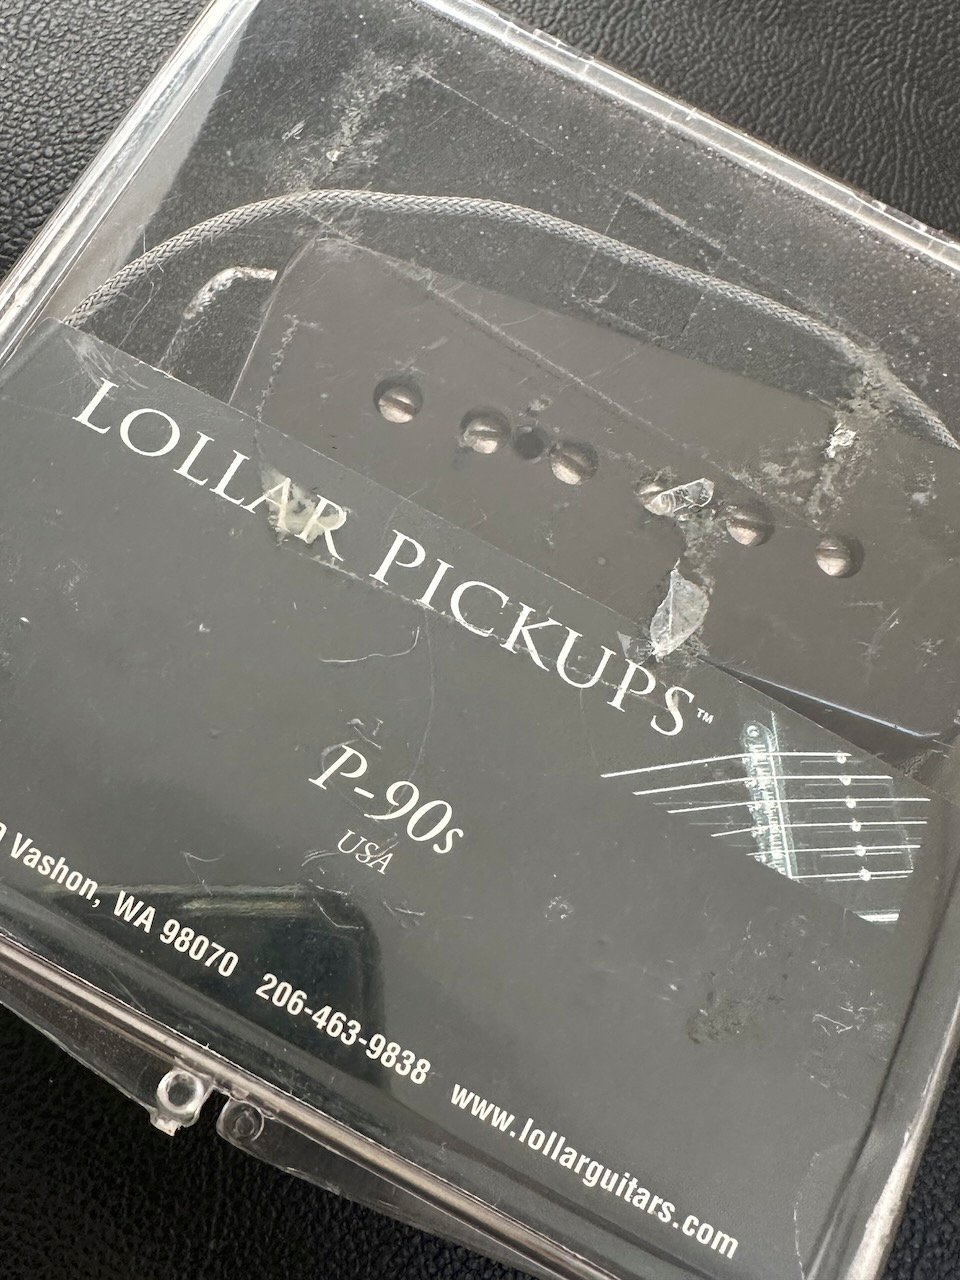 LOLLAR PICKUPS™
P-90s
USA
Vashon, WA 98070 206-463-9838 www.lollarguitars.com